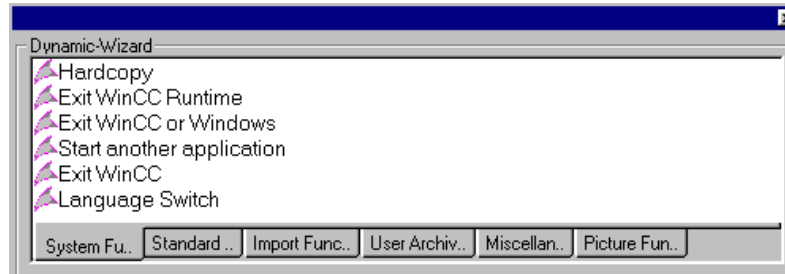 Dynamic-Wizard
Hardcopy
Exit WinCC Runtime
Exit WinCC or Windows
Start another application
Exit WinCC
Language Switch
System Fu.. Standard .. Import Func.. User Archiv.. Miscellan.. Picture Fun..